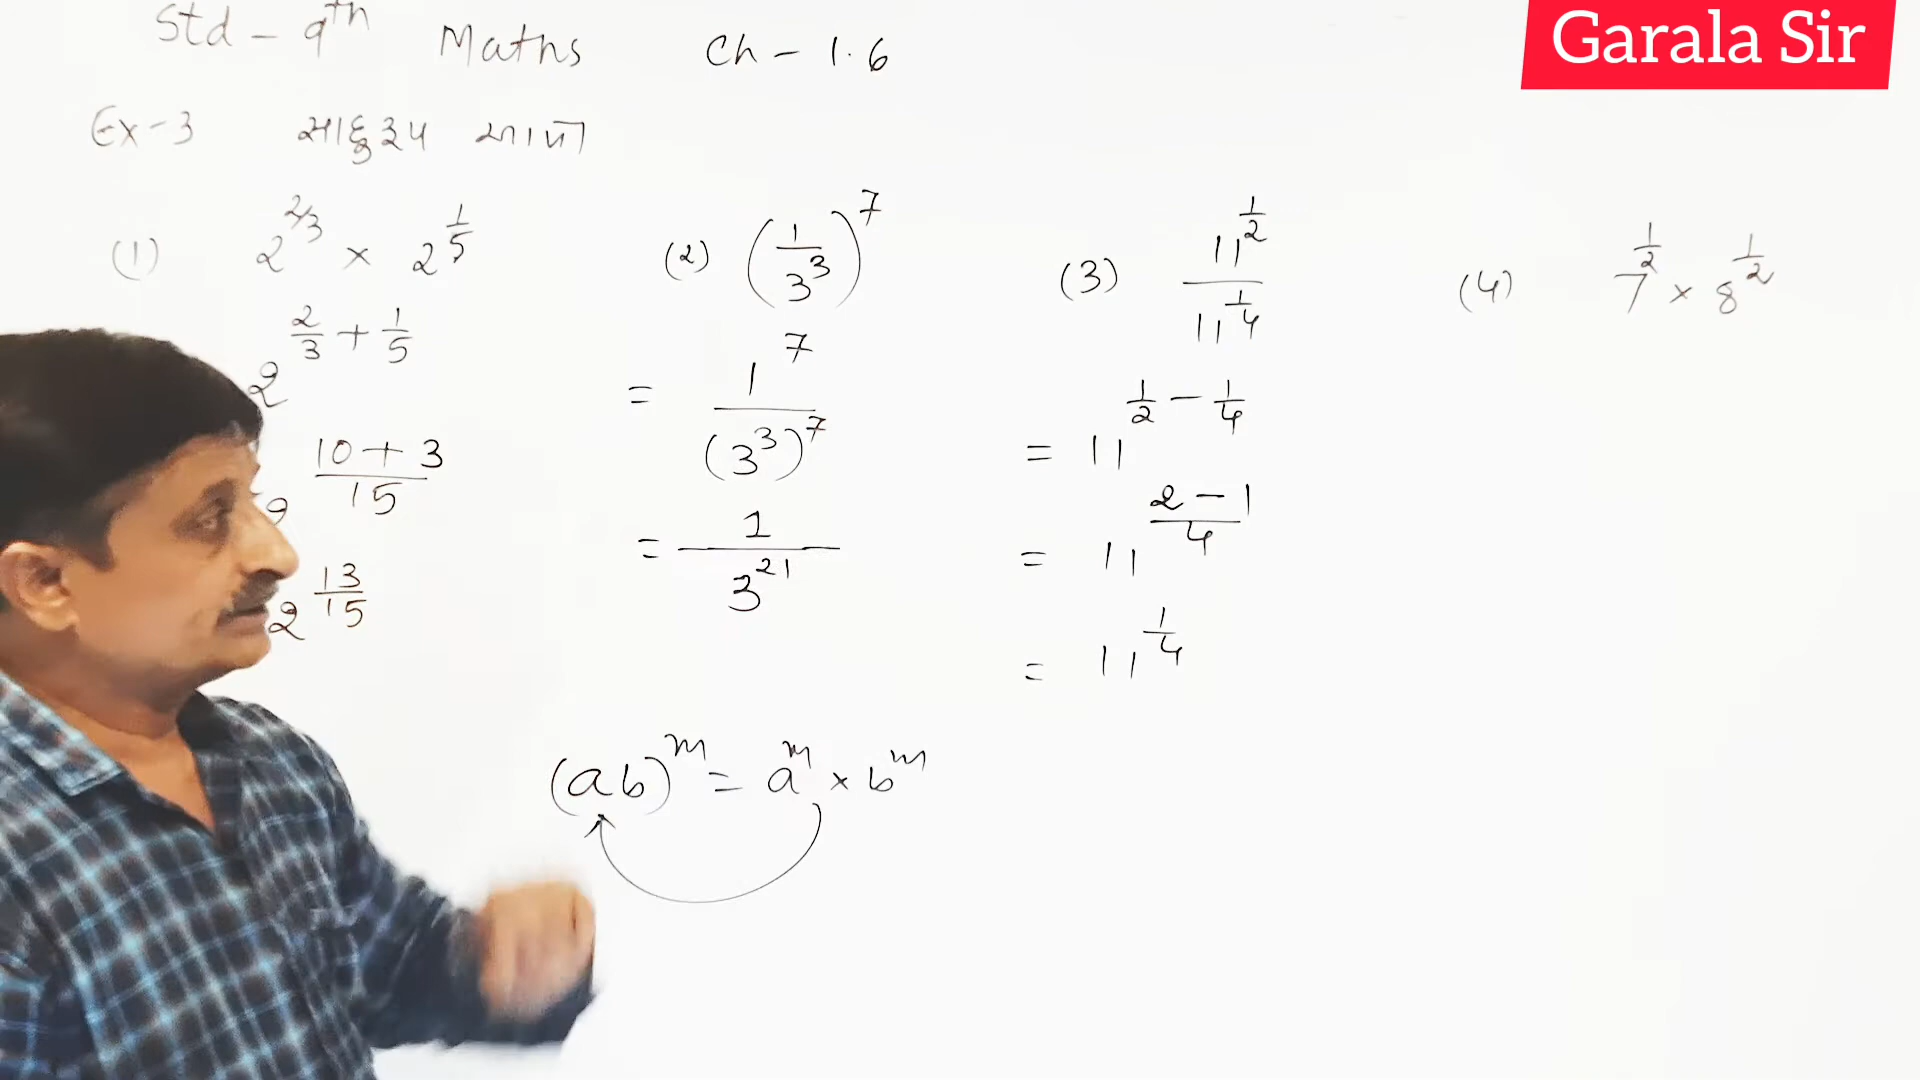 Garala Sir
Std - 9th Maths Ch - 1.6
Ex-3 સાદુરૂપ આપો
(1) 2^{2/3} × 2^{1/5}
2^{2/3 + 1/5}
2^{(10 + 3)/15}
2^{13/15}
(2) (1/3^3)^7
= 1^7/(3^3)^7
= 1/3^{21}
(3) 11^{1/2}/11^{1/4}
= 11^{1/2 - 1/4}
= 11^{(2 - 1)/4}
= 11^{1/4}
(4) 7^{1/2} × 8^{1/2}
(ab)^m = a^m × b^m